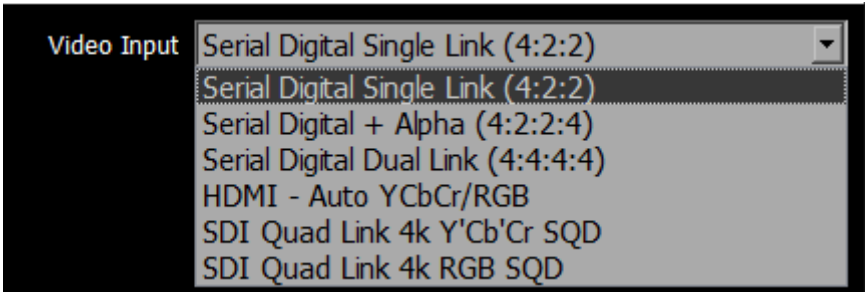 Video Input Serial Digital Single Link (4:2:2)
Serial Digital Single Link (4:2:2)
Serial Digital + Alpha (4:2:2:4)
Serial Digital Dual Link (4:4:4:4)
HDMI - Auto YCbCr/RGB
SDI Quad Link 4k Y'Cb'Cr SQD
SDI Quad Link 4k RGB SQD